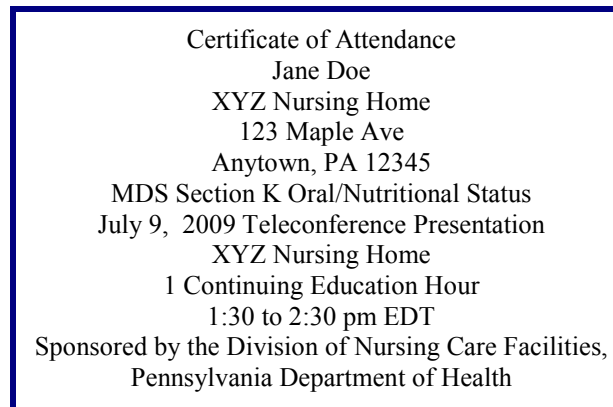 Certificate of Attendance
Jane Doe
XYZ Nursing Home
123 Maple Ave
Anytown, PA 12345
MDS Section K Oral/Nutritional Status
July 9,  2009 Teleconference Presentation
XYZ Nursing Home
1 Continuing Education Hour
1:30 to 2:30 pm EDT
Sponsored by the Division of Nursing Care Facilities,
Pennsylvania Department of Health